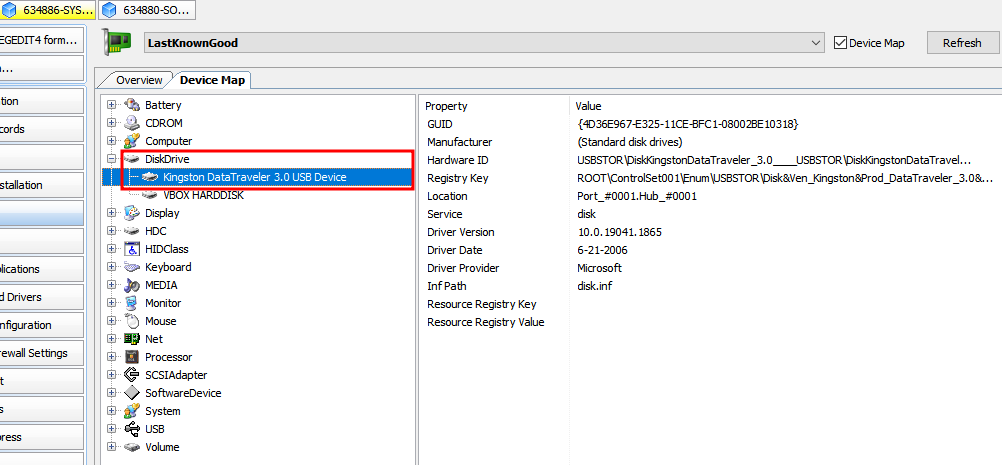 634886-SYS... 634880-SO...
EGEDIT4 form... LastKnownGood Device Map Refresh
...
Overview Device Map
tion
cords
nstallation
lications
d Drivers
nfiguration
rewall Settings
t
s
press
Battery
CDROM
Computer
DiskDrive
Kingston DataTraveler 3.0 USB Device
VBOX HARDDISK
Display
HDC
HIDClass
Keyboard
MEDIA
Monitor
Mouse
Net
Processor
SCSIAdapter
SoftwareDevice
System
USB
Volume
Property Value
GUID {4D36E967-E325-11CE-BFC1-08002BE10318}
Manufacturer (Standard disk drives)
Hardware ID USBSTOR\DiskKingstonDataTraveler_3.0____USBSTOR\DiskKingstonDataTravel...
Registry Key ROOT\ControlSet001\Enum\USBSTOR\Disk&Ven_Kingston&Prod_DataTraveler_3.0&...
Location Port_#0001.Hub_#0001
Service disk
Driver Version 10.0.19041.1865
Driver Date 6-21-2006
Driver Provider Microsoft
Inf Path disk.inf
Resource Registry Key
Resource Registry Value